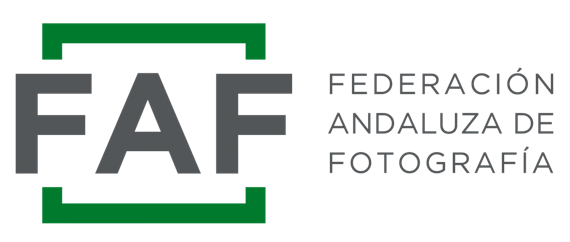 FAF
FEDERACIÓN
ANDALUZA DE
FOTOGRAFÍA